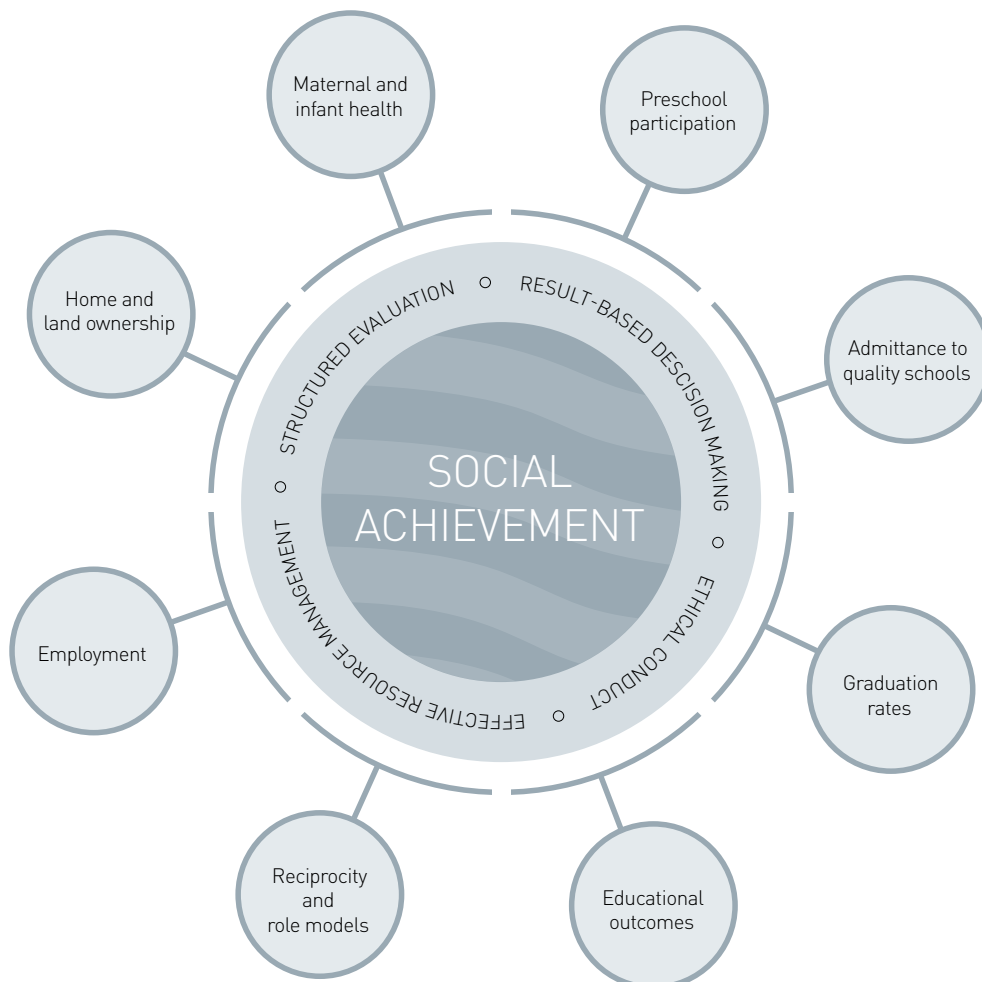 Maternal and
infant health
Preschool
participation
Home and
land ownership
Admittance to
quality schools
STRUCTURED EVALUATION
RESULT-BASED DESCISION MAKING
ETHICAL CONDUCT
EFFECTIVE RESOURCE MANAGEMENT
SOCIAL
ACHIEVEMENT
Employment
Graduation
rates
Reciprocity
and
role models
Educational
outcomes